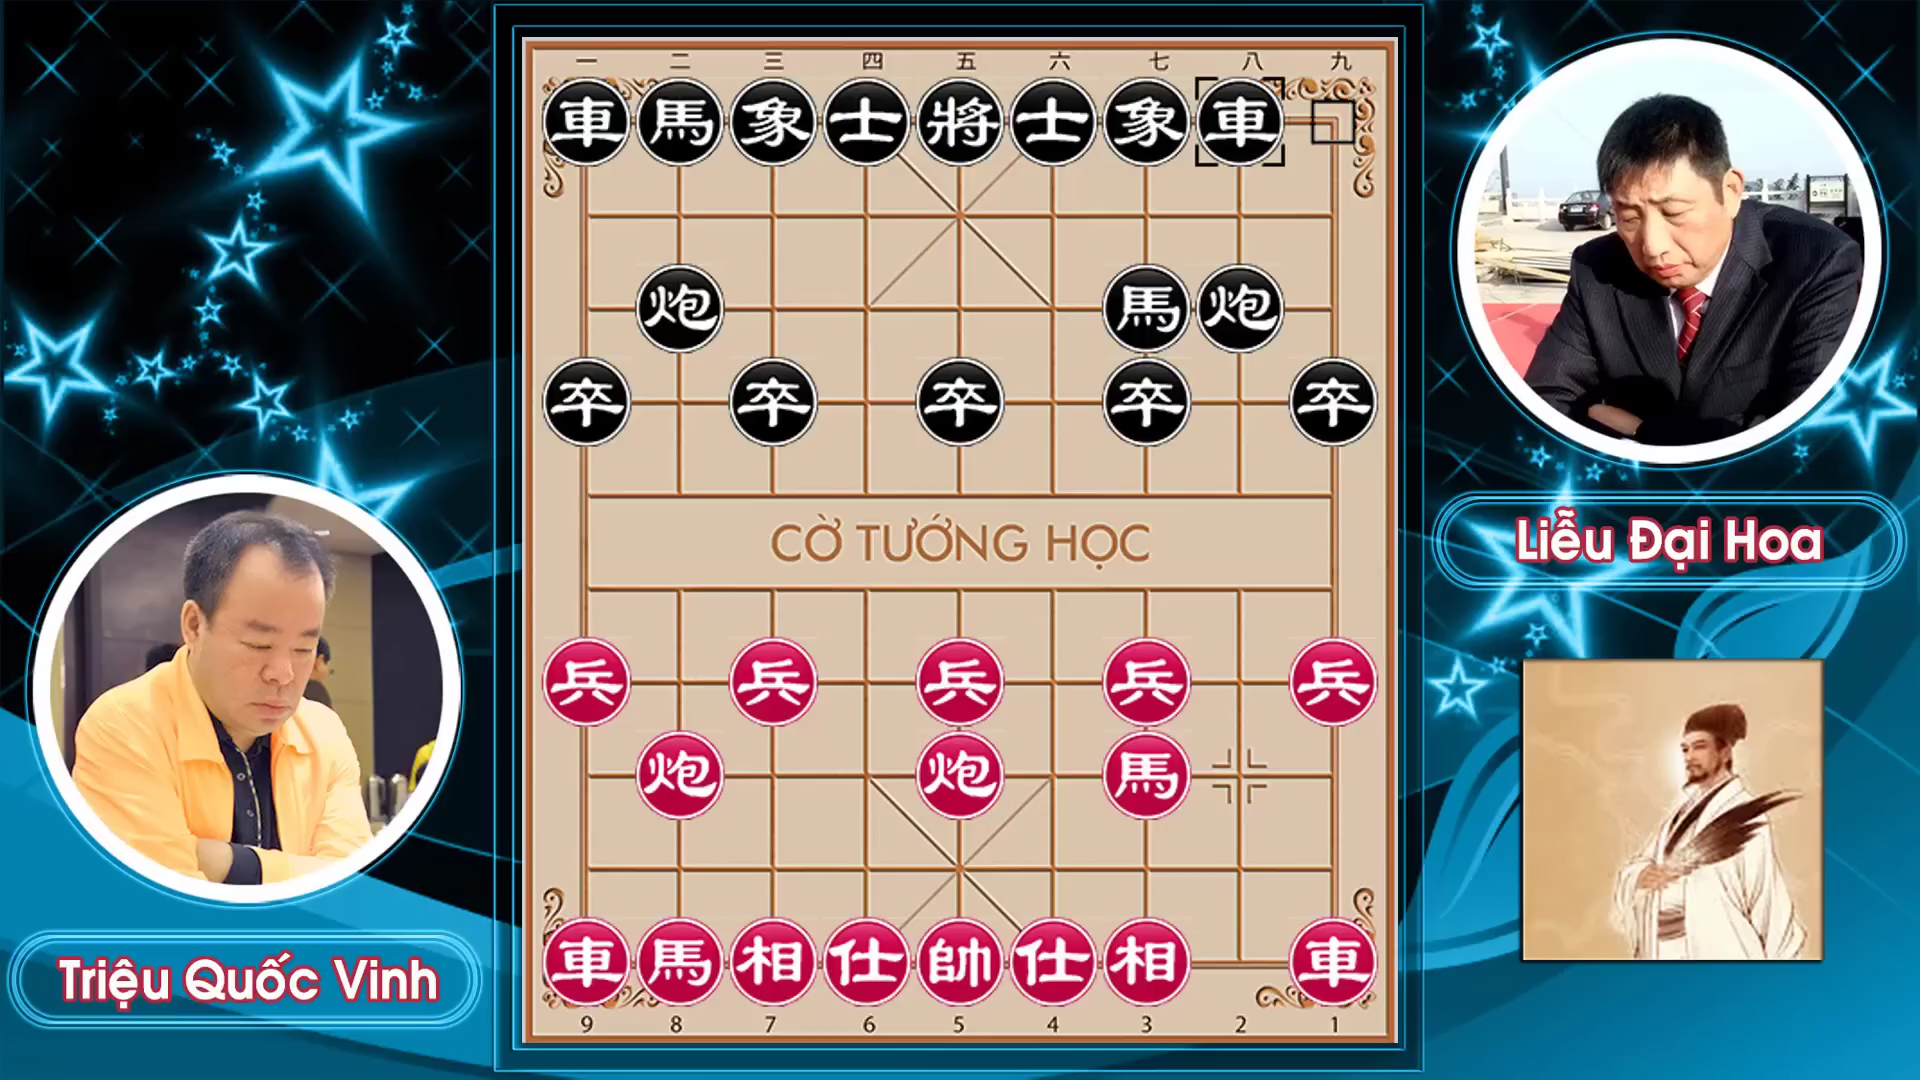 一 二 三 四 五 六 七 八 九
車 馬 象 士 將 士 象 車
炮 馬 炮
卒 卒 卒 卒 卒
CỜ TƯỚNG HỌC
兵 兵 兵 兵 兵
炮 炮 馬
車 馬 相 仕 帥 仕 相 車
9 8 7 6 5 4 3 2 1
Triệu Quốc Vinh
Liễu Đại Hoa